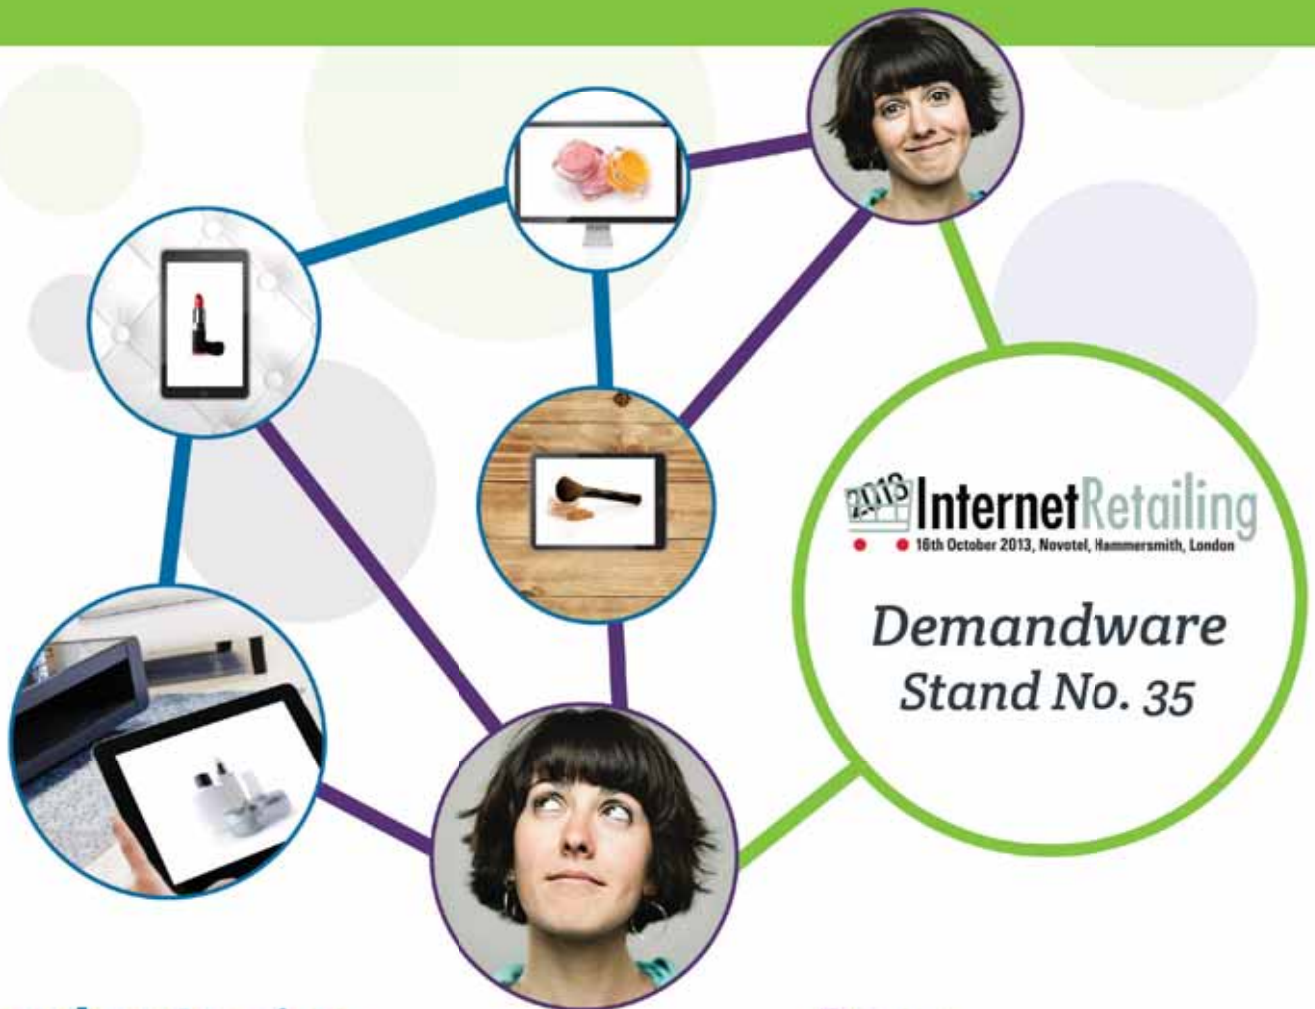 2013 InternetRetailing
16th October 2013, Novotel, Hammersmith, London
Demandware
Stand No. 35